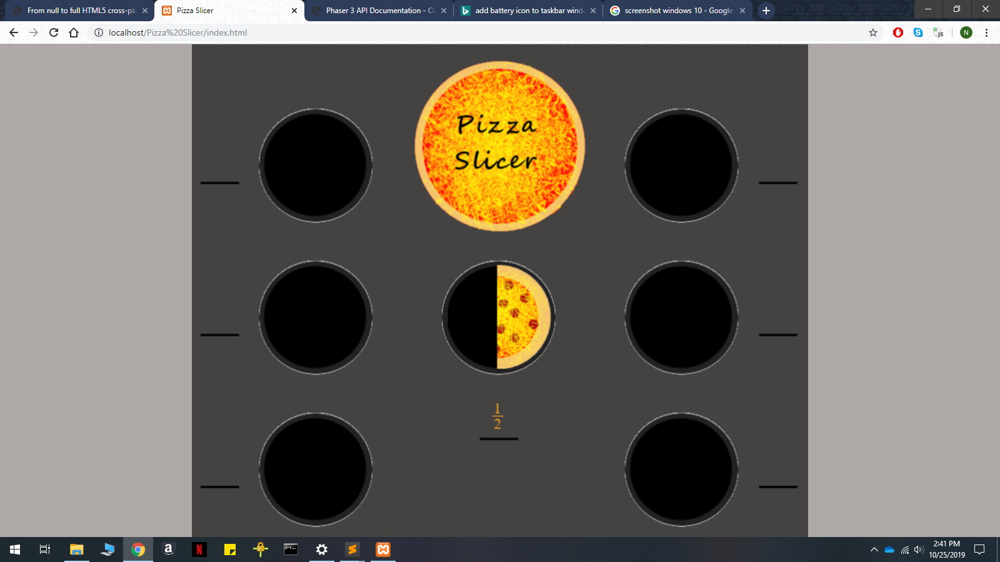 From null to full HTML5 cross-pla
Pizza Slicer
Phaser 3 API Documentation - Cl
add battery icon to taskbar wind
screenshot windows 10 - Google
localhost/Pizza%20Slicer/index.html
JS
N
Pizza
Slicer
1
2
a
N
2:41 PM
10/25/2019